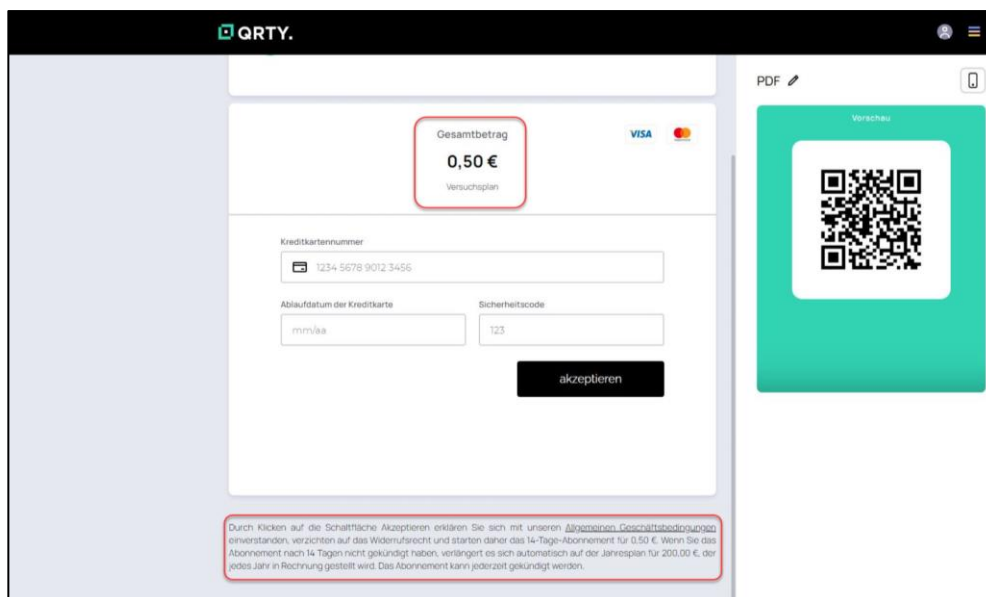 QRTY.
PDF
Vorschau
Gesamtbetrag
VISA
0,50 €
Versuchsplan
Kreditkartennummer
1234 5678 9012 3456
Ablaufdatum der Kreditkarte
Sicherheitscode
mm/aa
123
akzeptieren
Durch Klicken auf die Schaltfläche Akzeptieren erklären Sie sich mit unseren Allgemeinen Geschäftsbedingungen
einverstanden, verzichten auf das Widerrufsrecht und starten daher das 14-Tage-Abonnement für 0,50 €. Wenn Sie das
Abonnement nach 14 Tagen nicht gekündigt haben, verlängert es sich automatisch auf der Jahresplan für 200,00 €, der
jedes Jahr in Rechnung gestellt wird. Das Abonnement kann jederzeit gekündigt werden.